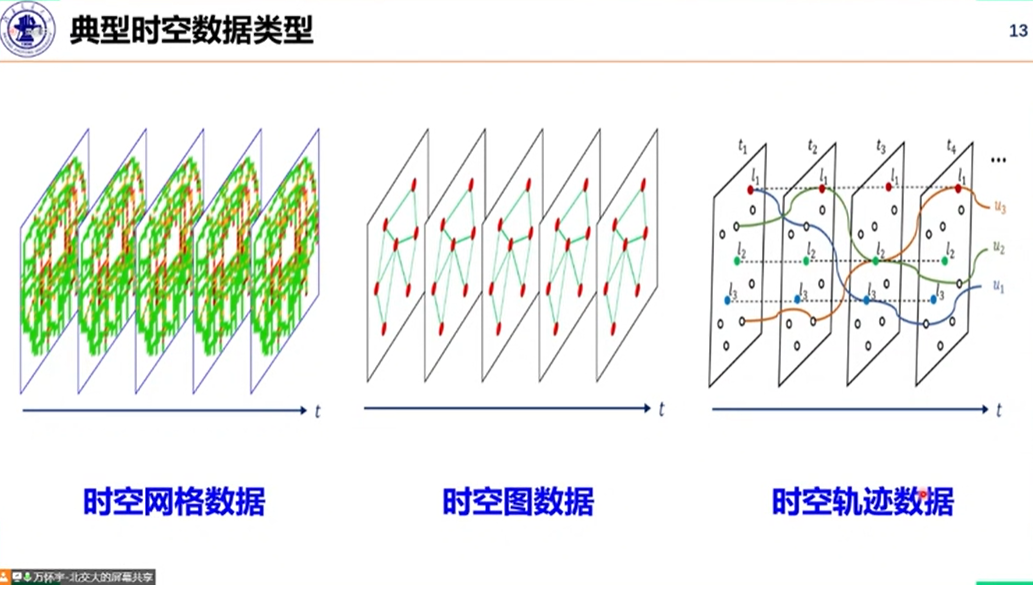 典型时空数据类型
13
t₁ t₂ t₃ t₄ ...
l₁ l₁ l₁ l₁
u₃
l₂ l₂ l₂ l₂
u₂
l₃ l₃ l₃ l₃
u₁
t t t
时空网格数据 时空图数据 时空轨迹数据
万怀宇-北交大的屏幕共享